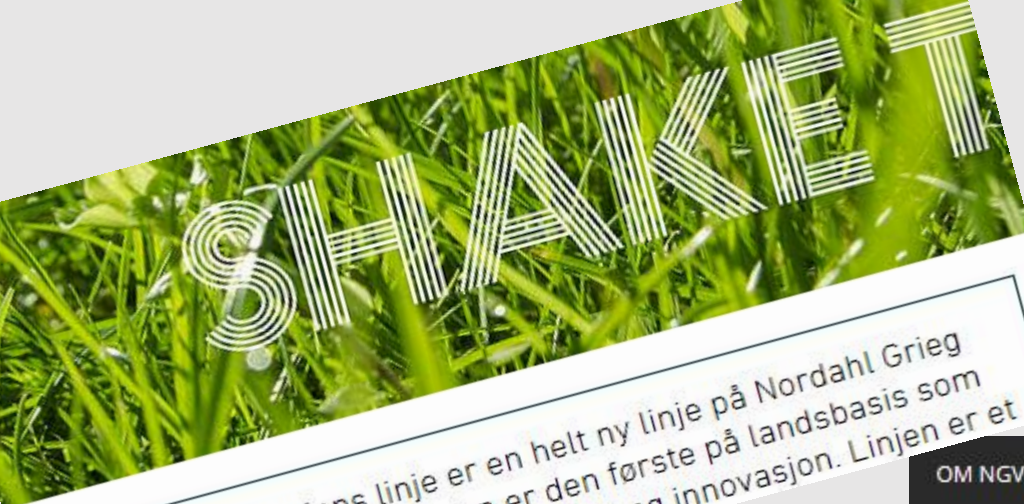 SHAKET
linje er en helt ny linje på Nordahl Grieg
er den første på landsbasis som
innovasjon. Linjen er et
OM NGV